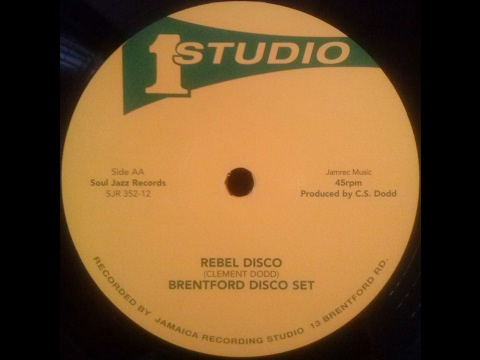 1 STUDIO
Side AA
Soul Jazz Records
SJR 352-12
Jamrec Music
45rpm
Produced by C.S. Dodd
REBEL DISCO
(CLEMENT DODD)
BRENTFORD DISCO SET
RECORDED BY JAMAICA RECORDING STUDIO 13 BRENTFORD RD.